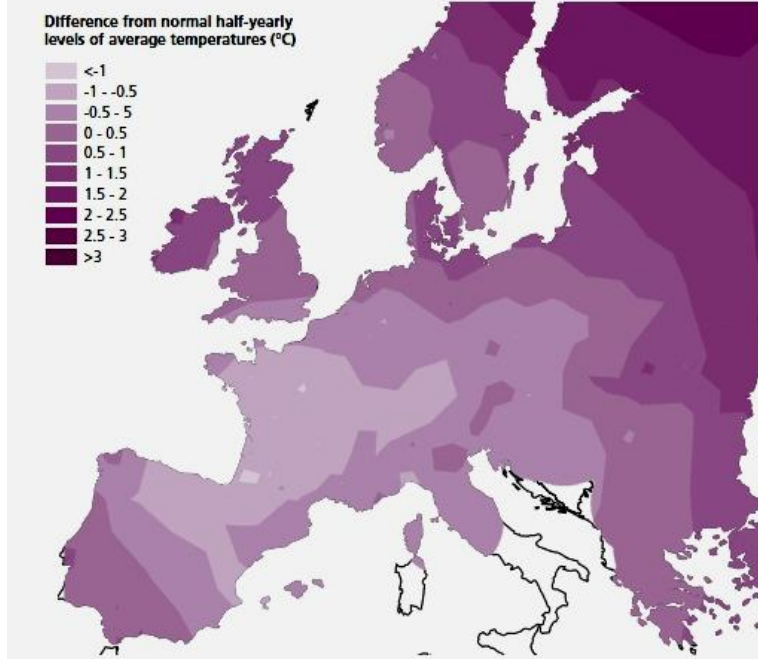 Difference from normal half-yearly
levels of average temperatures (°C)
<-1
-1 - -0.5
-0.5 - 5
0 - 0.5
0.5 - 1
1 - 1.5
1.5 - 2
2 - 2.5
2.5 - 3
>3